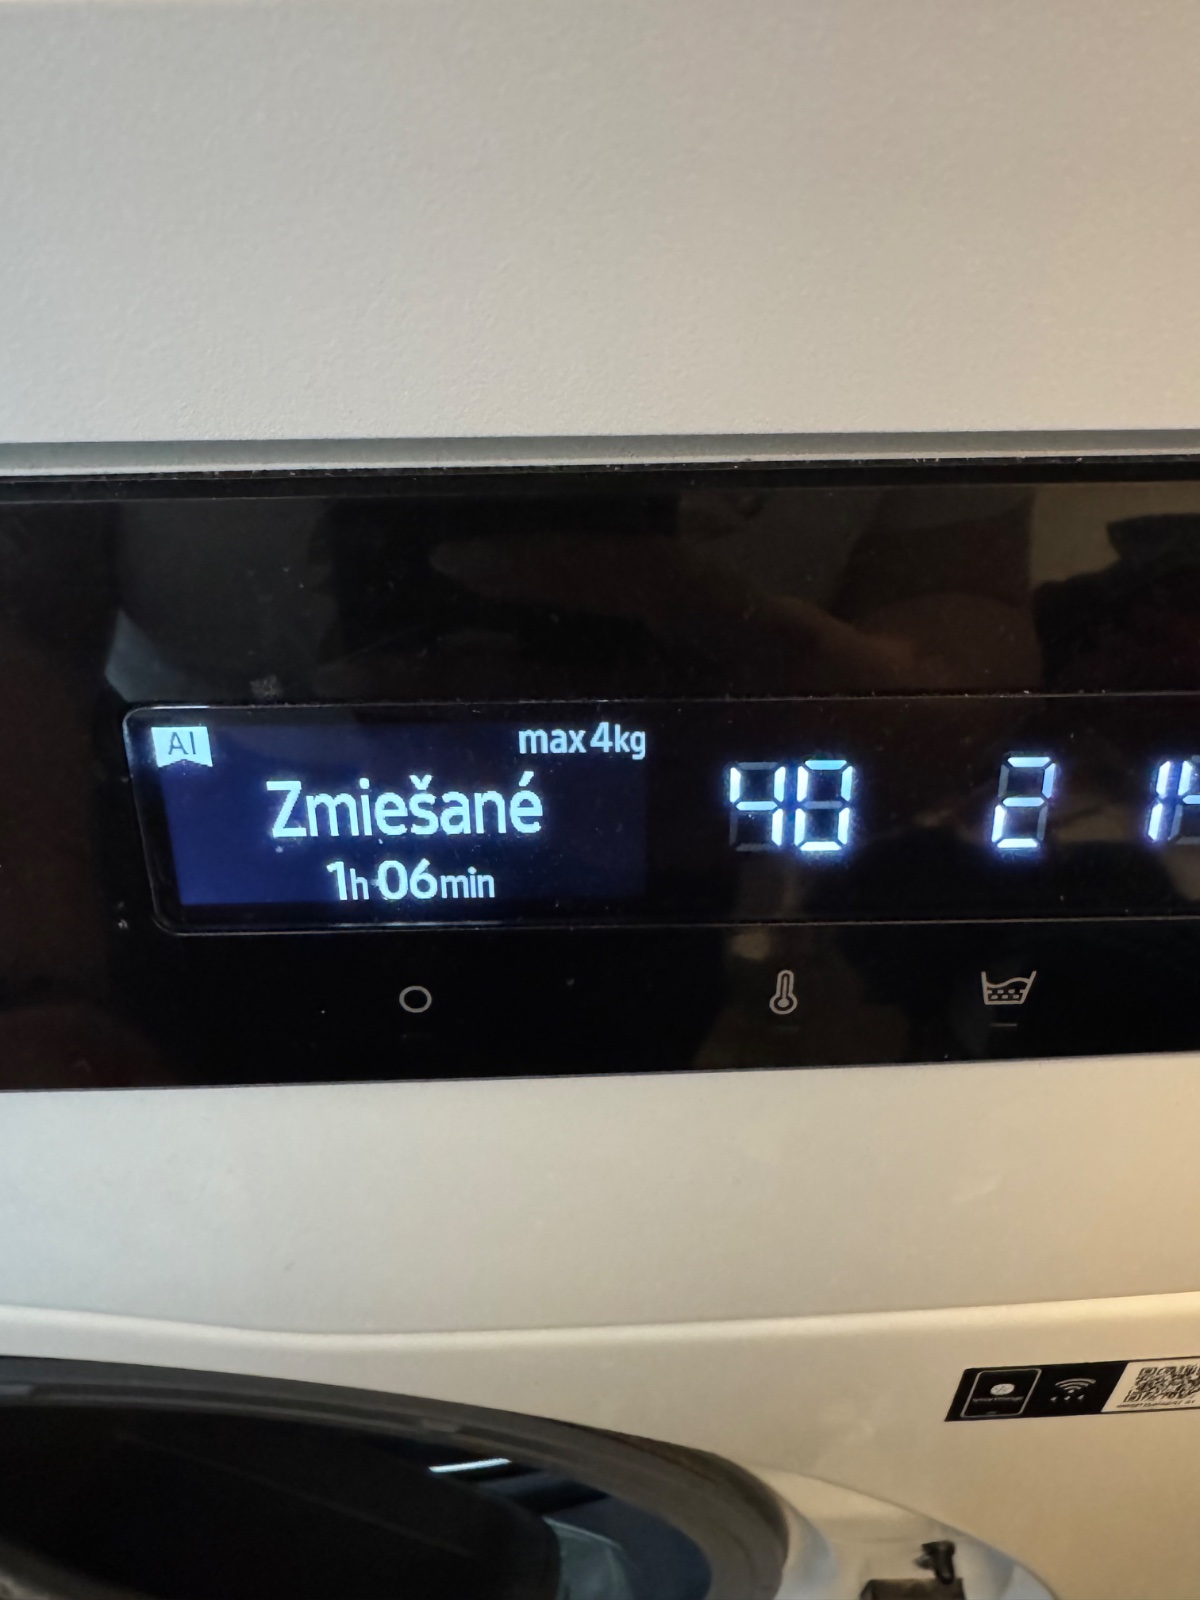 AI
max 4kg
Zmiešané
1h 06min
40
2